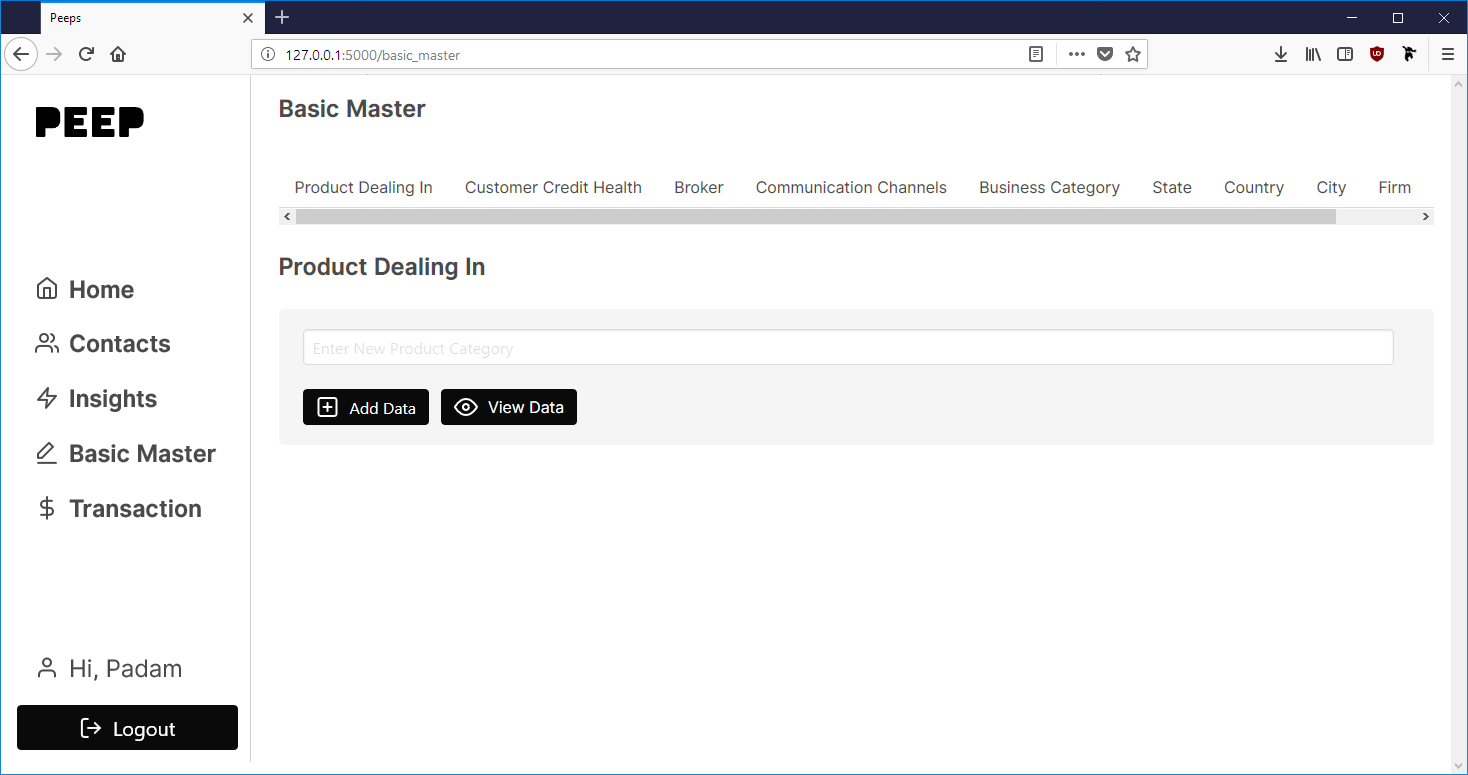 Peeps
127.0.0.1:5000/basic_master
PEEP
Home
Contacts
Insights
Basic Master
Transaction
Hi, Padam
Logout
Basic Master
Product Dealing In Customer Credit Health Broker Communication Channels Business Category State Country City Firm
Product Dealing In
Enter New Product Category
Add Data View Data